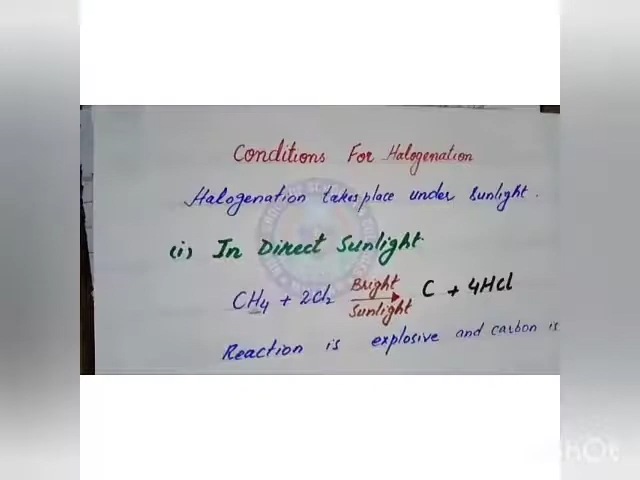 Conditions For Halogenation
Halogenation takes place under sunlight.
(i) In Direct Sunlight
CH4 + 2Cl2 Bright Sunlight → C + 4HCl
Reaction is explosive and carbon is